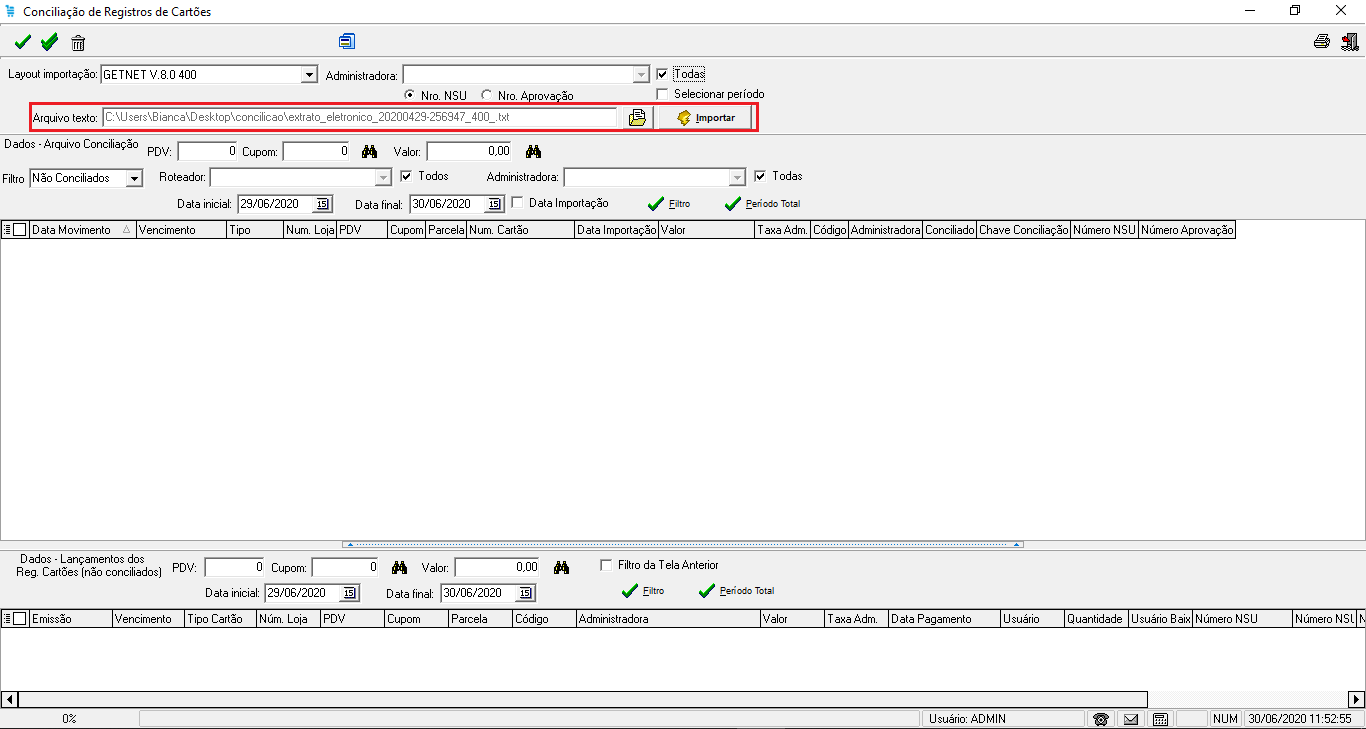 Conciliação de Registros de Cartões
Layout importação: GETNET V.8.0 400 Administradora: Todas
Nro. NSU Nro. Aprovação Selecionar período
Arquivo texto: C:\Users\Bianca\Desktop\concilicao\extrato_eletronico_20200429-256947_400_.txt Importar
Dados - Arquivo Conciliação PDV: 0 Cupom: 0 Valor: 0,00
Filtro Não Conciliados Roteador: Todos Administradora: Todas
Data inicial: 29/06/2020 15 Data final: 30/06/2020 15 Data Importação Filtro Período Total
Data Movimento Vencimento Tipo Num. Loja PDV Cupom Parcela Num. Cartão Data Importação Valor Taxa Adm. Código Administradora Conciliado Chave Conciliação Número NSU Número Aprovação
Dados - Lançamentos dos
Reg. Cartões (não conciliados) PDV: 0 Cupom: 0 Valor: 0,00 Filtro da Tela Anterior
Data inicial: 29/06/2020 15 Data final: 30/06/2020 15 Filtro Período Total
Emissão Vencimento Tipo Cartão Núm. Loja PDV Cupom Parcela Código Administradora Valor Taxa Adm. Data Pagamento Usuário Quantidade Usuário Baix Número NSU Número NSU N
0% Usuário: ADMIN NUM 30/06/2020 11:52:55